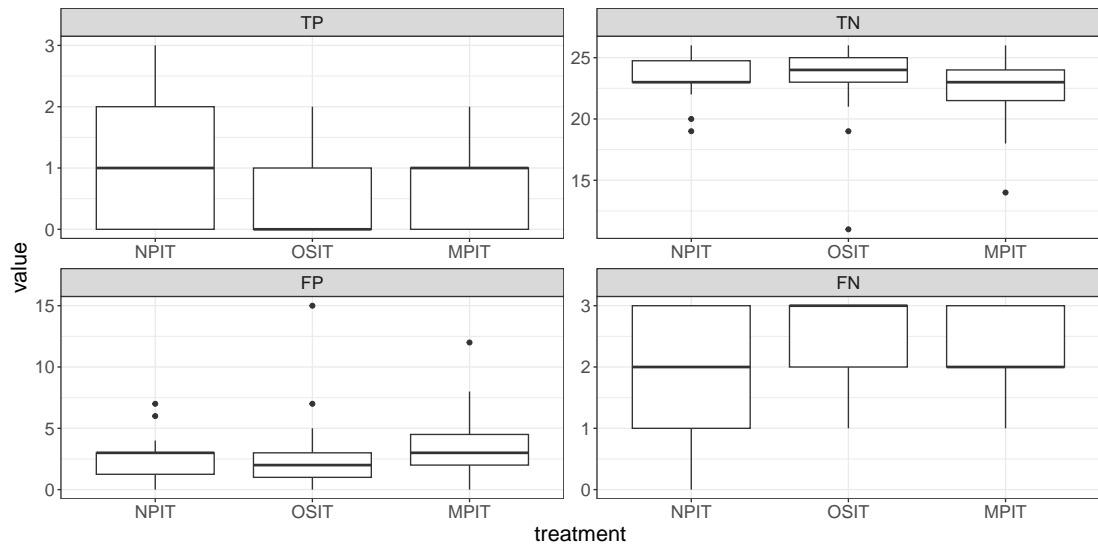 TP
TN
3
2
1
0
NPIT OSIT MPIT
25
20
15
NPIT OSIT MPIT
value
FP
FN
15
10
5
0
NPIT OSIT MPIT
3
2
1
0
NPIT OSIT MPIT
treatment